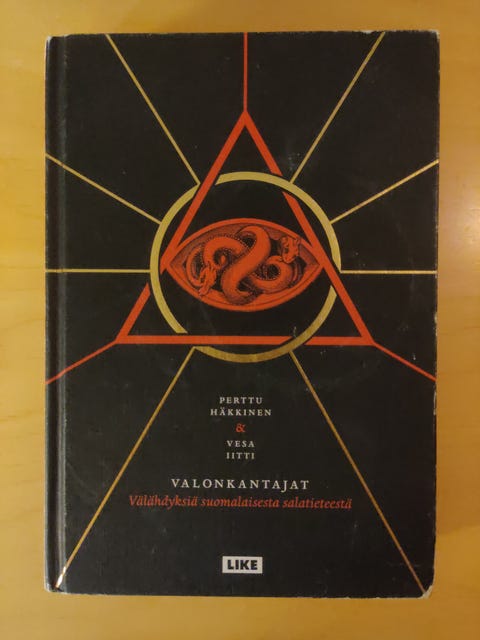 PERTTU
HÄKKINEN
&
VESA
IITTI
VALONKANTAJAT
Välähdyksiä suomalaisesta salatieteestä
LIKE